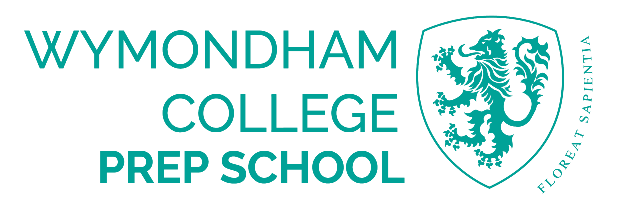 WYMONDHAM
COLLEGE
PREP SCHOOL
FLOREAT SAPIENTIA